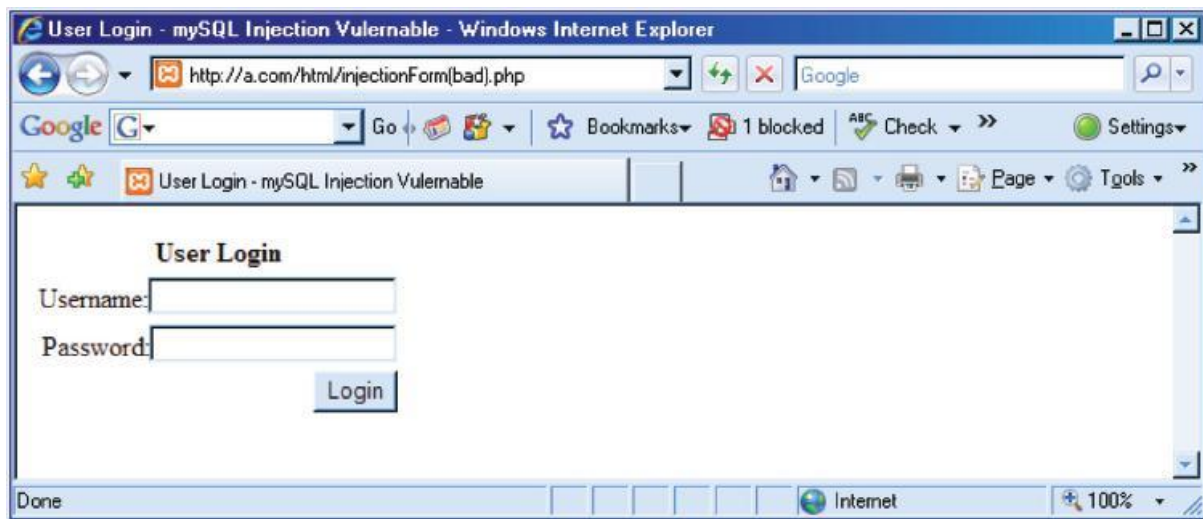 User Login - mySQL Injection Vulernable - Windows Internet Explorer
http://a.com/html/injectionForm(bad).php
Google
Google G Go Bookmarks 1 blocked ABC Check >> Settings
User Login - mySQL Injection Vulernable Page Tools >>
User Login
Username:
Password:
Login
Done Internet 100%